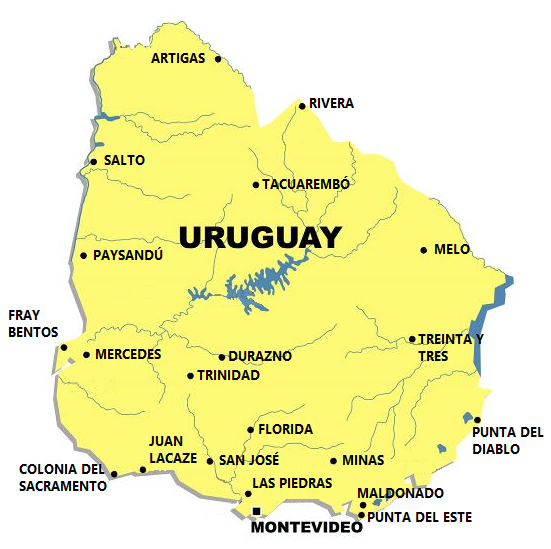 ARTIGAS
RIVERA
SALTO
TACUAREMBÓ
URUGUAY
PAYSANDÚ
MELO
FRAY
BENTOS
MERCEDES
DURAZNO
TREINTA Y
TRES
TRINIDAD
FLORIDA
PUNTA DEL
DIABLO
JUAN
LACAZE
SAN JOSÉ
MINAS
COLONIA DEL
SACRAMENTO
LAS PIEDRAS
MALDONADO
PUNTA DEL ESTE
MONTEVIDEO